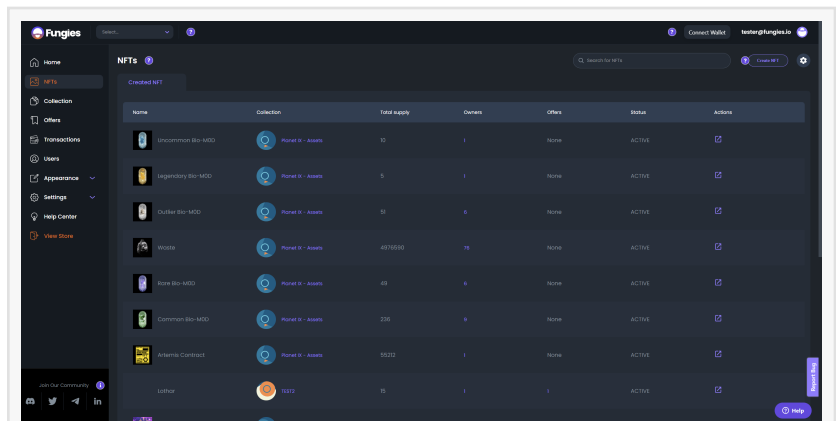 Fungies
Select...
?
?
Connect Wallet
tester@fungies.io
Home
NFTs
Collection
Offers
Transactions
Users
Appearance
Settings
Help Center
View Store
Join Our Community
NFTs ?
Search for NFTs
? Create NFT
Created NFT
Name Collection Total supply Owners Offers Status Actions
Uncommon Bio-MOD Planet IX - Assets 10 1 None ACTIVE
Legendary Bio-MOD Planet IX - Assets 5 1 None ACTIVE
Outlier Bio-MOD Planet IX - Assets 51 None ACTIVE
Waste Planet IX - Assets 4976590 76 None ACTIVE
Rare Bio-MOD Planet IX - Assets 49 None ACTIVE
Common Bio-MOD Planet IX - Assets 236 None ACTIVE
Artemis Contract Planet IX - Assets 55212 1 None ACTIVE
Lothar TEST2 15 1 1 ACTIVE
Report Bug
? Help